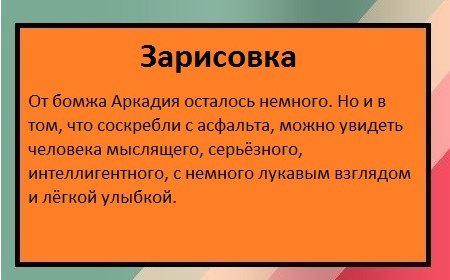 Зарисовка
От бомжа Аркадия осталось немного. Но и в
том, что соскребли с асфальта, можно увидеть
человека мыслящего, серьёзного,
интеллигентного, с немного лукавым взглядом
и лёгкой улыбкой.